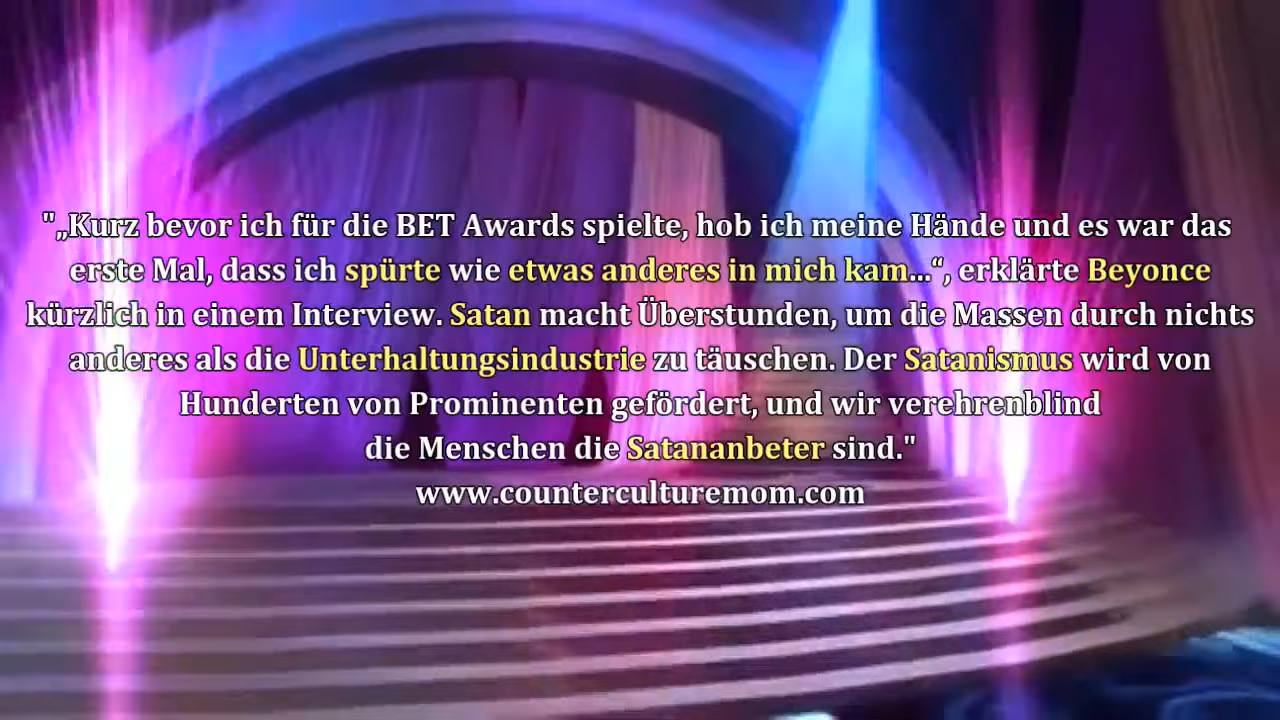 "„Kurz bevor ich für die BET Awards spielte, hob ich meine Hände und es war das
erste Mal, dass ich spürte wie etwas anderes in mich kam...“, erklärte Beyonce
kürzlich in einem Interview. Satan macht Überstunden, um die Massen durch nichts
anderes als die Unterhaltungsindustrie zu täuschen. Der Satanismus wird von
Hunderten von Prominenten gefördert, und wir verehrenblind
die Menschen die Satananbeter sind."
www.counterculturemom.com